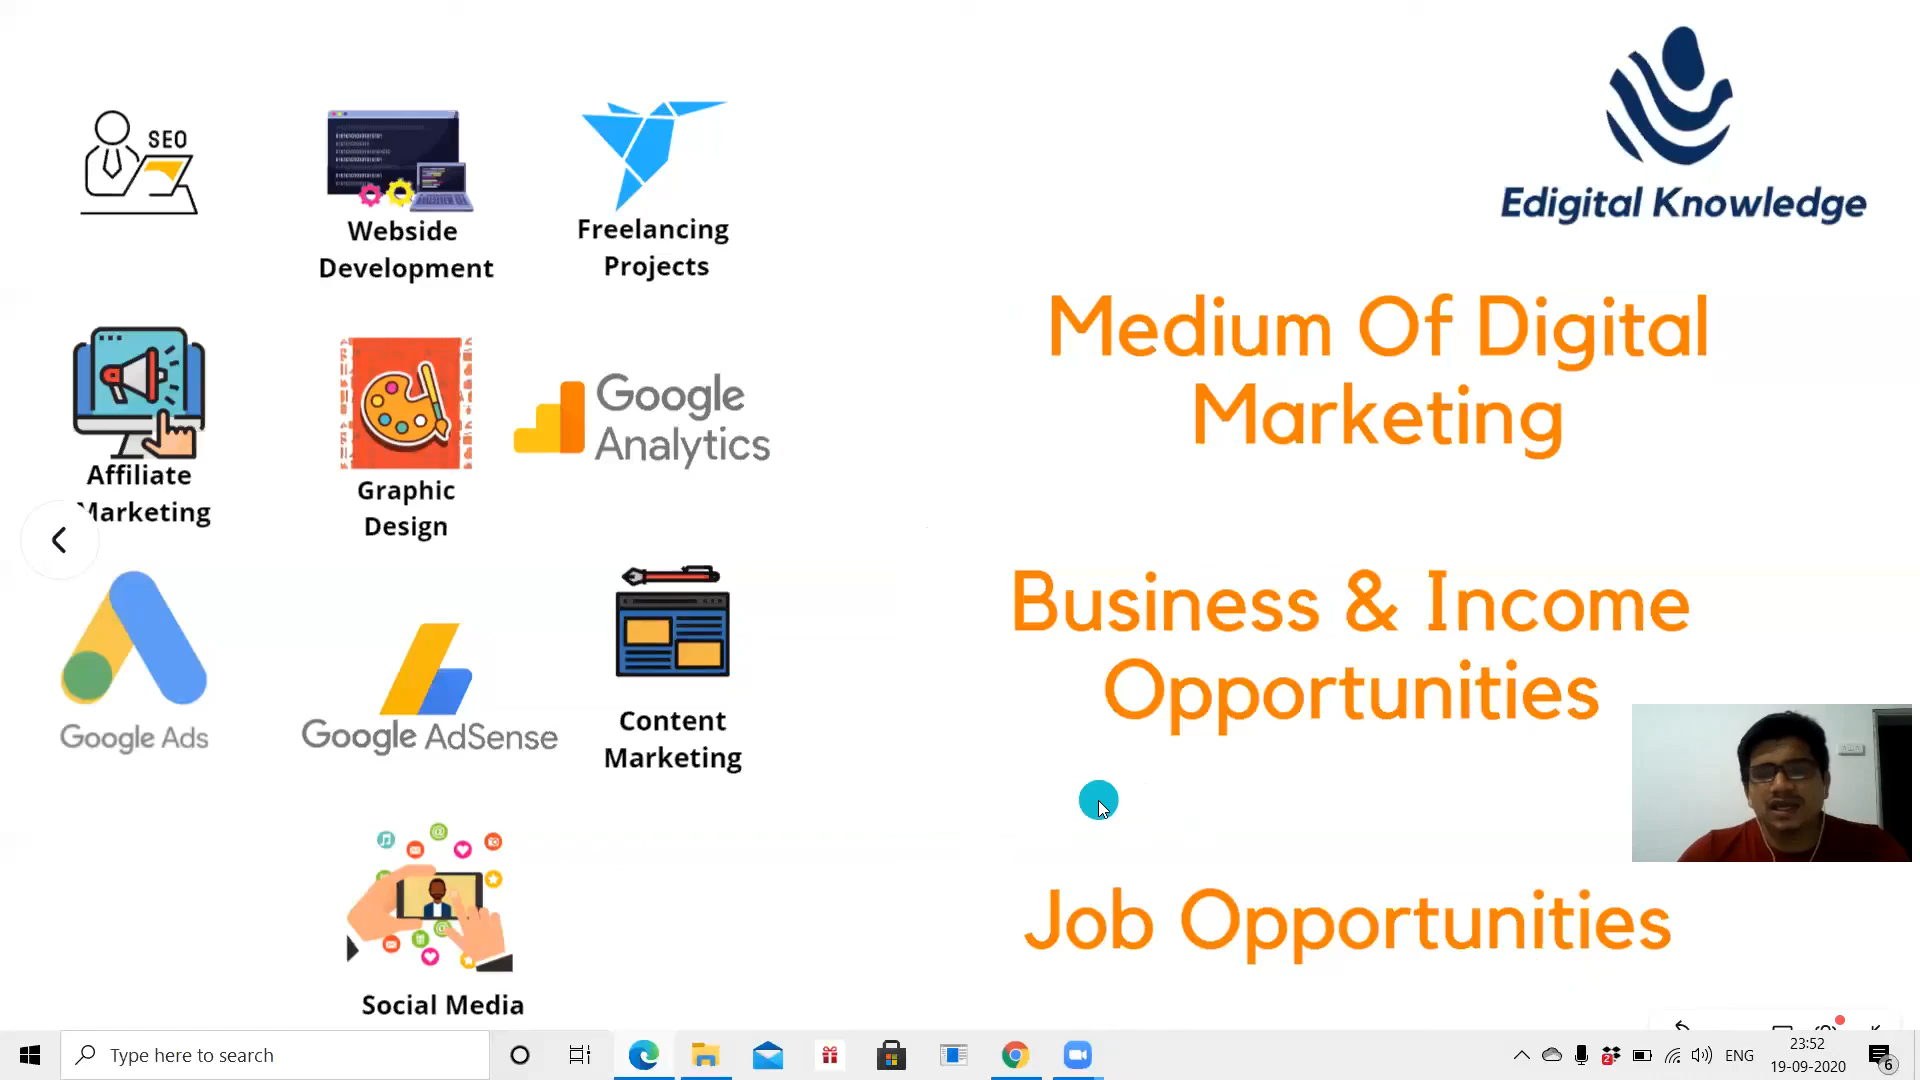 SEO
Webside
Development
Freelancing
Projects
Edigital Knowledge
Medium Of Digital
Marketing
Affiliate
Marketing
Graphic
Design
Google
Analytics
Business & Income
Opportunities
Google Ads
Google AdSense
Content
Marketing
Job Opportunities
Social Media
Type here to search
ENG
23:52
19-09-2020
2
6